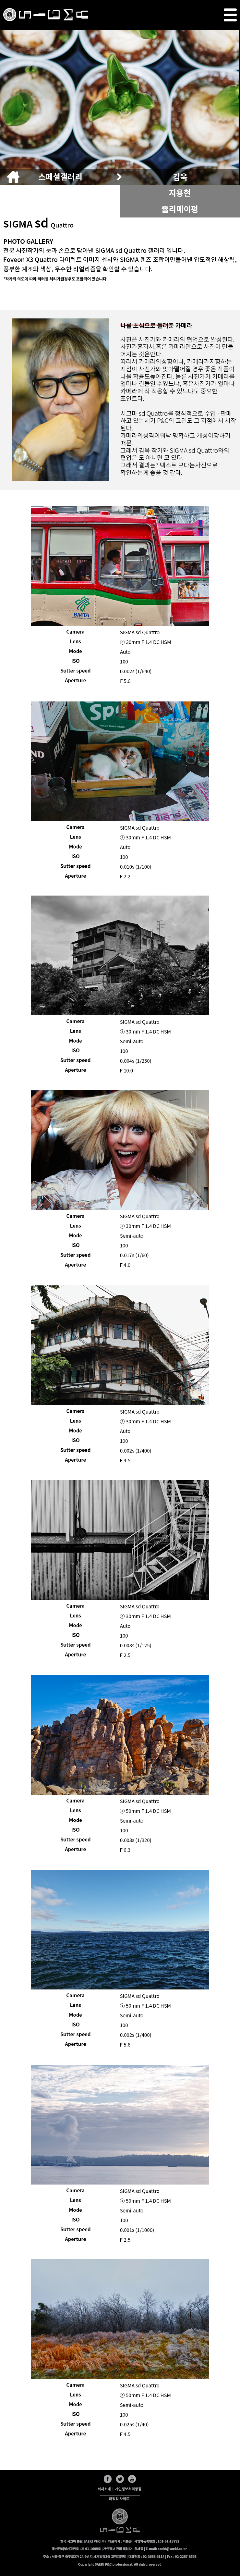 스페셜갤러리
김욱
지용현
쥴리메이펑
SIGMA sd Quattro
PHOTO GALLERY
전문 사진작가의 눈과 손으로 담아낸 SIGMA sd Quattro 갤러리 입니다.
Foveon X3 Quattro 다이렉트 이미지 센서와 SIGMA 렌즈 조합이만들어낸 압도적인 해상력,
풍부한 계조와 색상, 우수한 리얼리즘을 확인할 수 있습니다.
*작가의 의도에 따라 리터칭 처리가된경우도 포함되어 있습니다.
나를 초심으로 돌려준 카메라
사진은 사진가와 카메라의 협업으로 완성된다.
사진가혼자서,혹은 카메라만으로 사진이 만들
어지는 것은안다.
따라서 카메라의성향이나, 카메라가지향하는
지점이 사진가와 맞아떨어질 경우 좋은 작품이
나올 확률도높아진다. 물론 사진가가 카메라를
얼마나 길들일 수있느냐, 혹은사진가가 얼마나
카메라에 잘 적응할 수 있느냐도 중요한
포인트다.
시그마 sd Quattro를 정식적으로 수입 · 판매
하고 있는세기 P&C의 고민도 그 지점에서 시작
된다.
카메라의성격이워낙 명확하고 개성이강하기
때문.
그래서 김욱 작가와 SIGMA sd Quattro와의
협업은 도 아니면 모 였다.
그래서 결과는? 텍스트 보다는사진으로
확인하는게 좋을 것 같다.
Camera SIGMA sd Quattro
Lens ⓐ 30mm F 1.4 DC HSM
Mode Auto
ISO 100
Sutter speed 0.002s (1/640)
Aperture F 5.6
Camera SIGMA sd Quattro
Lens ⓐ 30mm F 1.4 DC HSM
Mode Auto
ISO 100
Sutter speed 0.010s (1/100)
Aperture F 2.2
Camera SIGMA sd Quattro
Lens ⓐ 30mm F 1.4 DC HSM
Mode Semi-auto
ISO 100
Sutter speed 0.004s (1/250)
Aperture F 10.0
Camera SIGMA sd Quattro
Lens ⓐ 30mm F 1.4 DC HSM
Mode Semi-auto
ISO 100
Sutter speed 0.017s (1/60)
Aperture F 4.0
Camera SIGMA sd Quattro
Lens ⓐ 30mm F 1.4 DC HSM
Mode Auto
ISO 100
Sutter speed 0.002s (1/400)
Aperture F 4.5
Camera SIGMA sd Quattro
Lens ⓐ 30mm F 1.4 DC HSM
Mode Auto
ISO 100
Sutter speed 0.008s (1/125)
Aperture F 2.5
Camera SIGMA sd Quattro
Lens ⓐ 50mm F 1.4 DC HSM
Mode Semi-auto
ISO 100
Sutter speed 0.003s (1/320)
Aperture F 6.3
Camera SIGMA sd Quattro
Lens ⓐ 50mm F 1.4 DC HSM
Mode Semi-auto
ISO 100
Sutter speed 0.002s (1/400)
Aperture F 5.6
Camera SIGMA sd Quattro
Lens ⓐ 50mm F 1.4 DC HSM
Mode Semi-auto
ISO 100
Sutter speed 0.001s (1/1000)
Aperture F 2.5
Camera SIGMA sd Quattro
Lens ⓐ 50mm F 1.4 DC HSM
Mode Semi-auto
ISO 100
Sutter speed 0.025s (1/40)
Aperture F 4.5
회사소개 | 개인정보처리방침
패밀리 사이트
Copyright SAEKI P&C professional. All right reserved